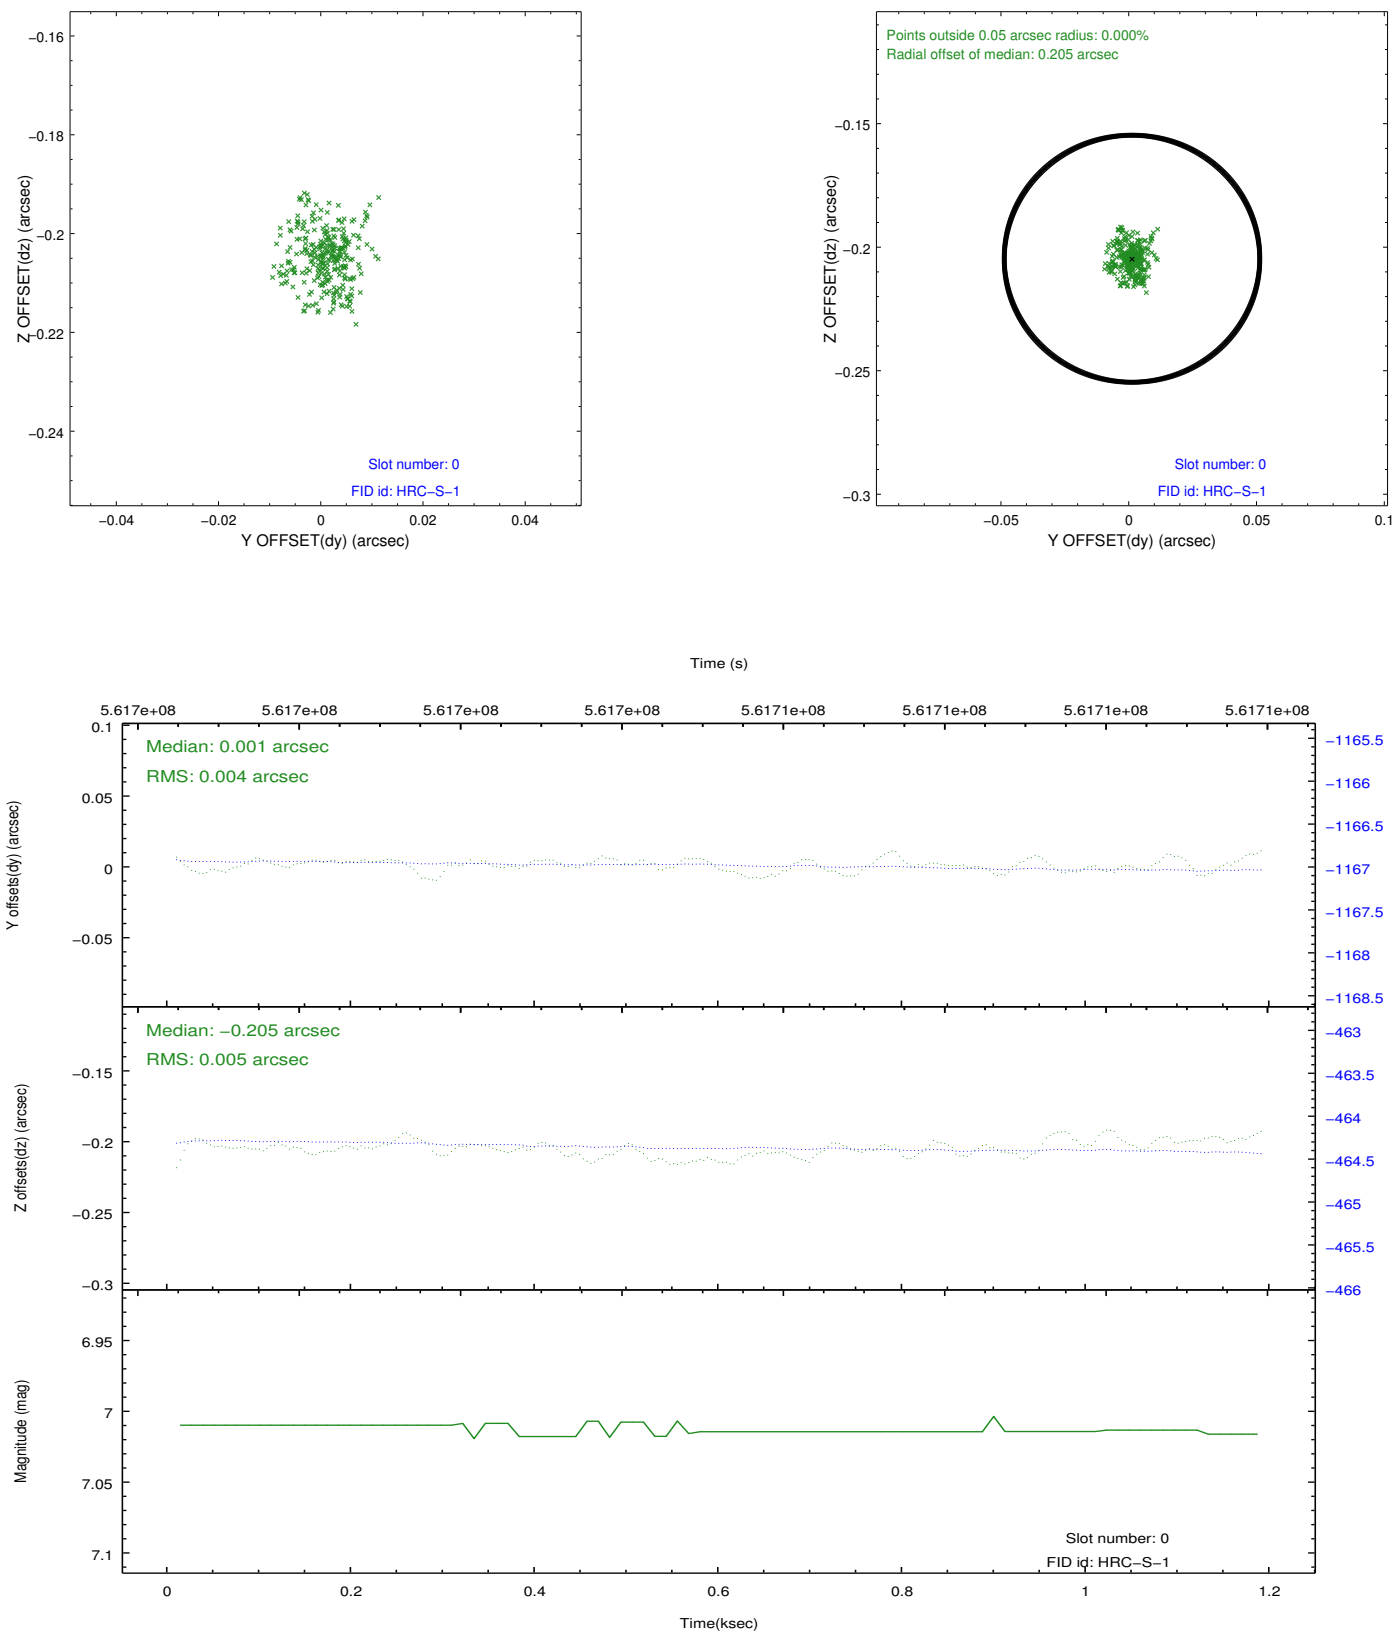 −0.16
−0.18
−0.2
−0.22
−0.24
Z OFFSET(dz) (arcsec)
Slot number: 0
FID id: HRC−S−1
−0.04
−0.02
0
0.02
0.04
Y OFFSET(dy) (arcsec)
Points outside 0.05 arcsec radius: 0.000%
Radial offset of median: 0.205 arcsec
−0.15
−0.2
−0.25
−0.3
Z OFFSET(dz) (arcsec)
Slot number: 0
FID id: HRC−S−1
−0.05
0
0.05
0.1
Y OFFSET(dy) (arcsec)
Time (s)
5.617e+08
5.617e+08
5.617e+08
5.617e+08
5.6171e+08
5.6171e+08
5.6171e+08
5.6171e+08
Median: 0.001 arcsec
RMS: 0.004 arcsec
0.1
0.05
0
−0.05
Y offsets(dy) (arcsec)
−1165.5
−1166
−1166.5
−1167
−1167.5
−1168
−1168.5
Median: −0.205 arcsec
RMS: 0.005 arcsec
−0.15
−0.2
−0.25
−0.3
Z offsets(dz) (arcsec)
−463
−463.5
−464
−464.5
−465
−465.5
−466
6.95
7
7.05
7.1
Magnitude (mag)
Slot number: 0
FID id: HRC−S−1
0
0.2
0.4
0.6
0.8
1
1.2
Time(ksec)